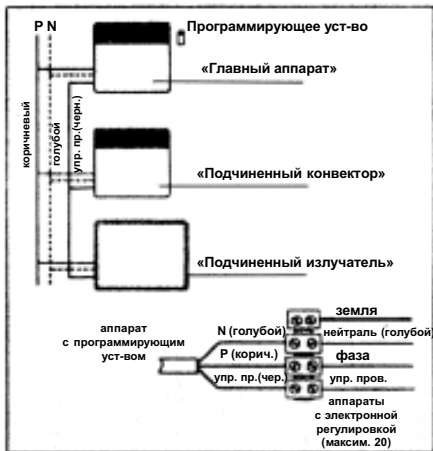 P N
Программирующее уст-во
«Главный аппарат»
коричневый
голубой
упр. пр.(черн.)
«Подчиненный конвектор»
«Подчиненный излучатель»
земля
аппарат
с программирующим
уст-вом
N (голубой)
нейтраль (голубой)
P (корич.)
фаза
упр. пр.(чер.)
упр. пров.
аппараты
с электронной
регулировкой
(максим. 20)